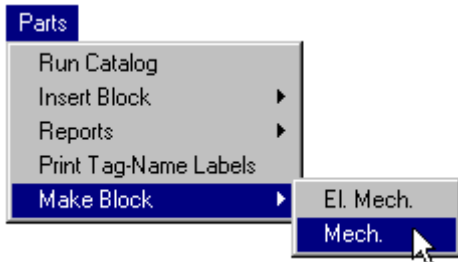 Parts
Run Catalog
Insert Block
Reports
Print Tag-Name Labels
Make Block
El. Mech.
Mech.